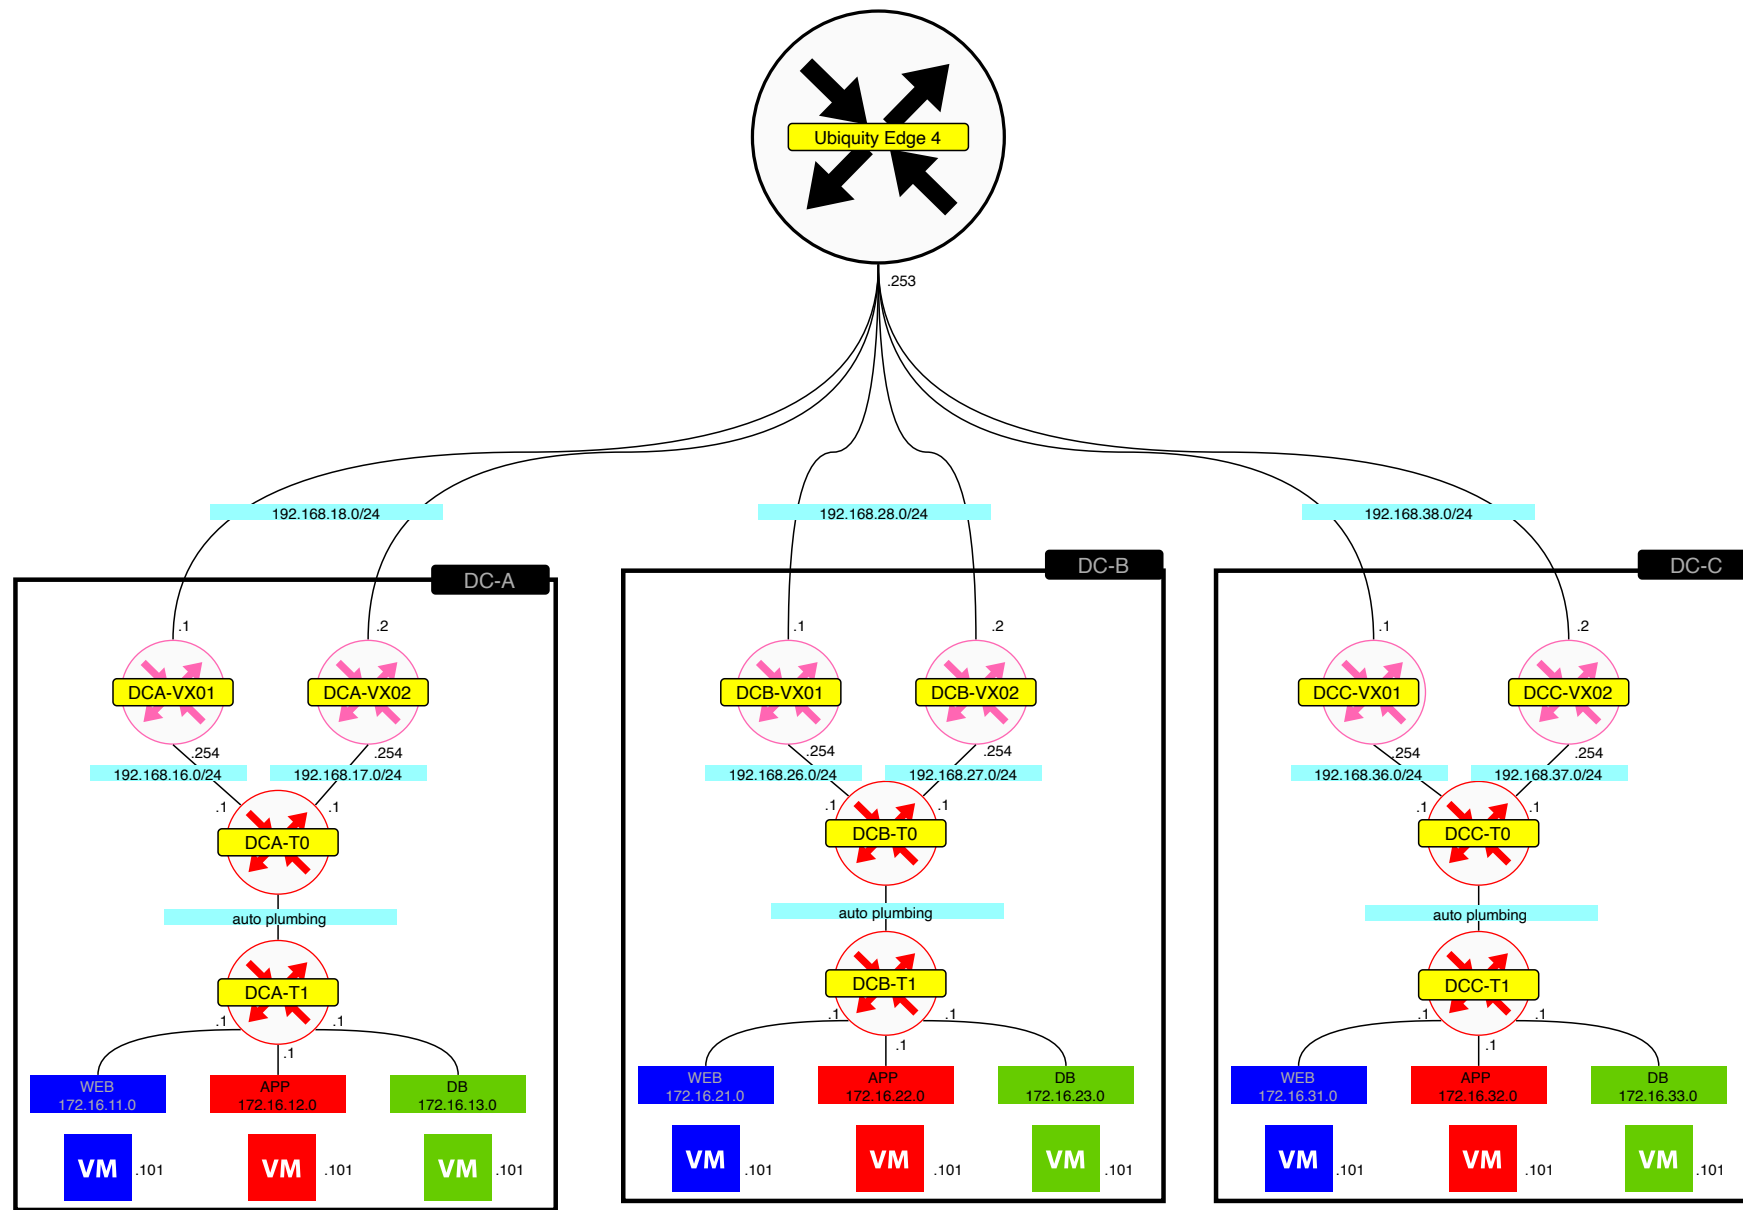 Ubiquity Edge 4
.253
192.168.18.0/24
192.168.28.0/24
192.168.38.0/24
DC-A
DC-B
DC-C
.1
.2
.1
.2
.1
.2
DCA-VX01
DCA-VX02
DCB-VX01
DCB-VX02
DCC-VX01
DCC-VX02
.254
.254
.254
.254
.254
.254
192.168.16.0/24
192.168.17.0/24
192.168.26.0/24
192.168.27.0/24
192.168.36.0/24
192.168.37.0/24
.1
.1
.1
.1
.1
.1
DCA-T0
DCB-T0
DCC-T0
auto plumbing
auto plumbing
auto plumbing
DCA-T1
DCB-T1
DCC-T1
.1
.1
.1
.1
.1
.1
.1
.1
.1
WEB
172.16.11.0
APP
172.16.12.0
DB
172.16.13.0
WEB
172.16.21.0
APP
172.16.22.0
DB
172.16.23.0
WEB
172.16.31.0
APP
172.16.32.0
DB
172.16.33.0
VM
.101
VM
.101
VM
.101
VM
.101
VM
.101
VM
.101
VM
.101
VM
.101
VM
.101